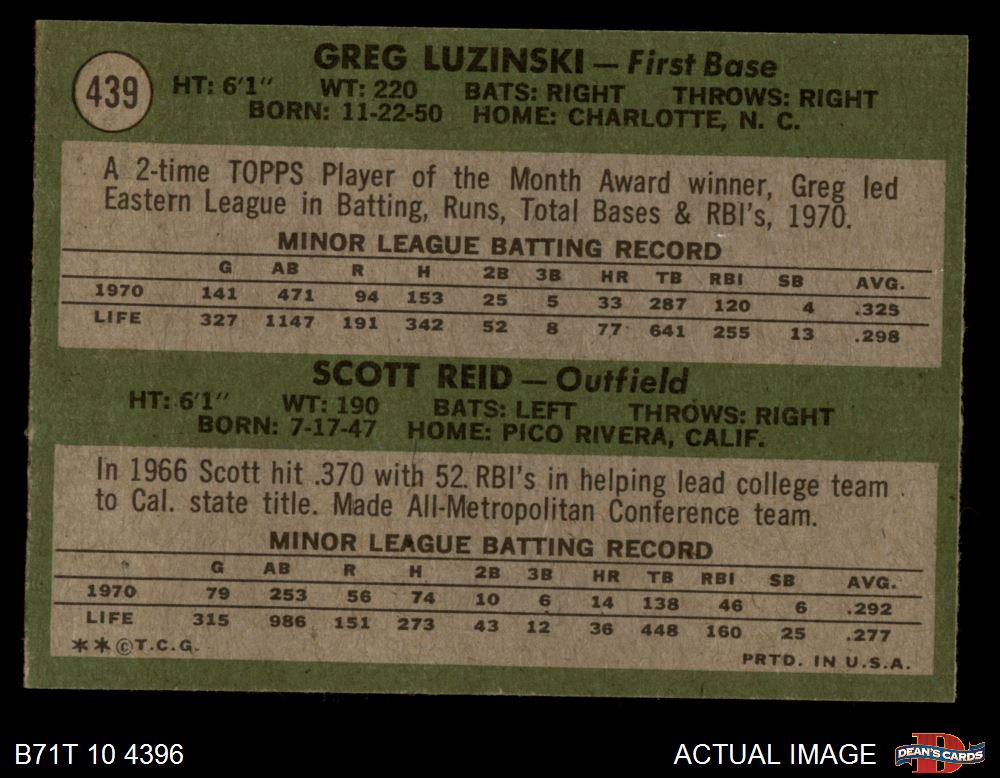 439
GREG LUZINSKI — First Base
HT: 6'1" WT: 220 BATS: RIGHT THROWS: RIGHT
BORN: 11-22-50 HOME: CHARLOTTE, N. C.
A 2-time TOPPS Player of the Month Award winner, Greg led
Eastern League in Batting, Runs, Total Bases & RBI's, 1970.
MINOR LEAGUE BATTING RECORD
G AB R H 2B 3B HR TB RBI SB AVG.
1970 141 471 94 153 25 5 33 287 120 4 .325
LIFE 327 1147 191 342 52 8 77 641 255 13 .298
SCOTT REID — Outfield
HT: 6'1" WT: 190 BATS: LEFT THROWS: RIGHT
BORN: 7-17-47 HOME: PICO RIVERA, CALIF.
In 1966 Scott hit .370 with 52 RBI's in helping lead college team
to Cal. state title. Made All-Metropolitan Conference team.
MINOR LEAGUE BATTING RECORD
G AB R H 2B 3B HR TB RBI SB AVG.
1970 79 253 56 74 10 6 14 138 46 6 .292
LIFE 315 986 151 273 43 12 36 448 160 25 .277
**©T.C.G.
PRTD. IN U.S.A.
B71T 10 4396
ACTUAL IMAGE
DEAN'S CARDS